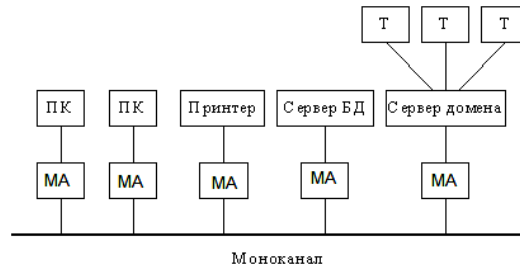 Т Т Т
ПК ПК Принтер Сервер БД Сервер домена
МА МА МА МА МА
Моноканал